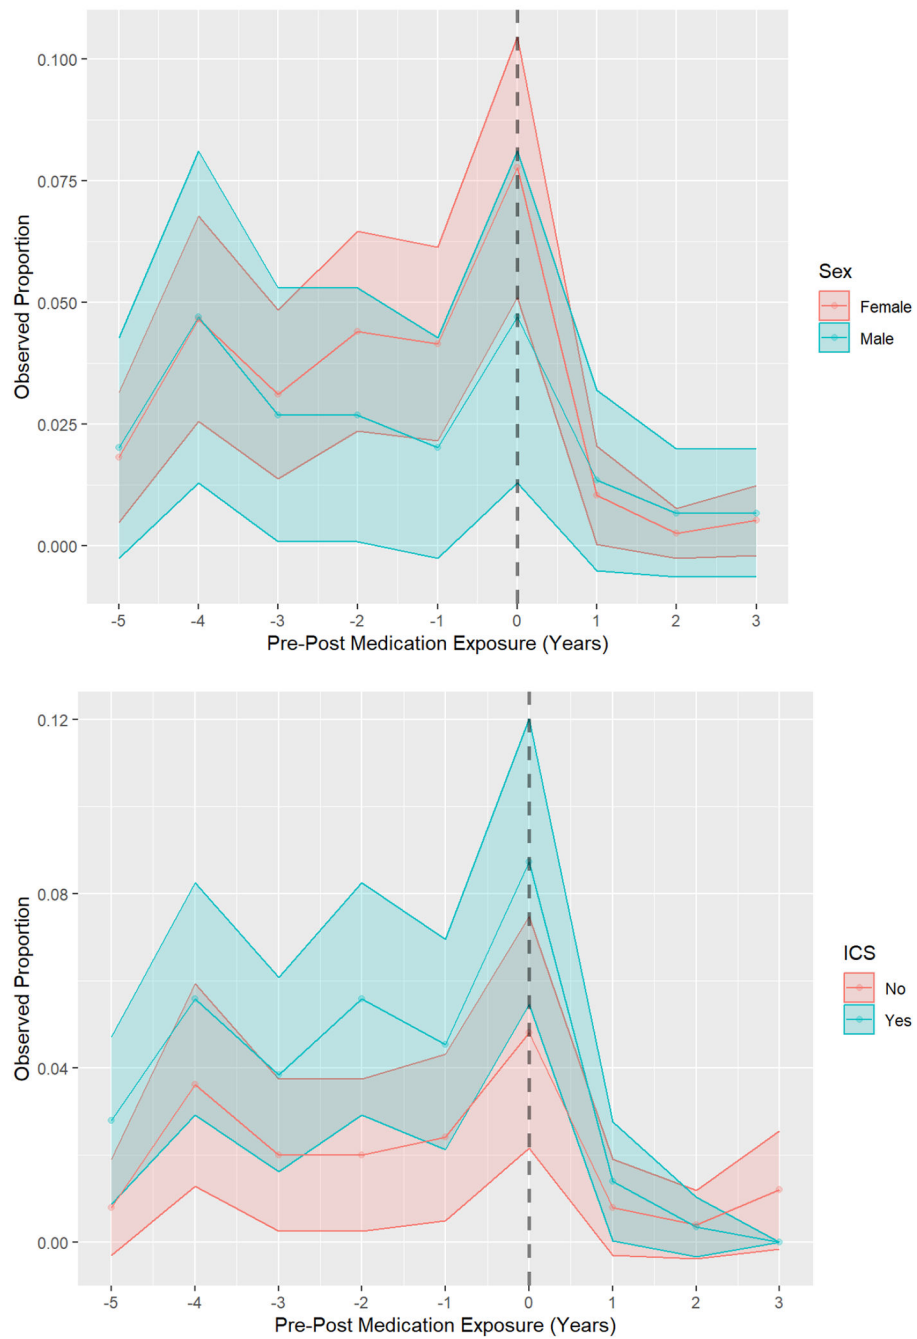 0.100
0.075
0.050
0.025
0.000
Observed Proportion
-5 -4 -3 -2 -1 0 1 2 3
Pre-Post Medication Exposure (Years)
Sex
Female
Male
0.12
0.08
0.04
0.00
Observed Proportion
-5 -4 -3 -2 -1 0 1 2 3
Pre-Post Medication Exposure (Years)
ICS
No
Yes